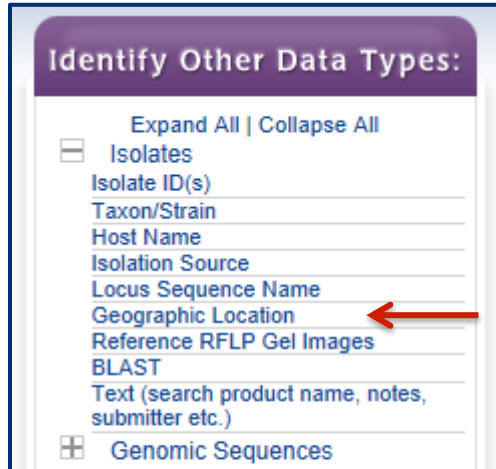 Identify Other Data Types:
Expand All | Collapse All
Isolates
Isolate ID(s)
Taxon/Strain
Host Name
Isolation Source
Locus Sequence Name
Geographic Location
Reference RFLP Gel Images
BLAST
Text (search product name, notes,
submitter etc.)
Genomic Sequences